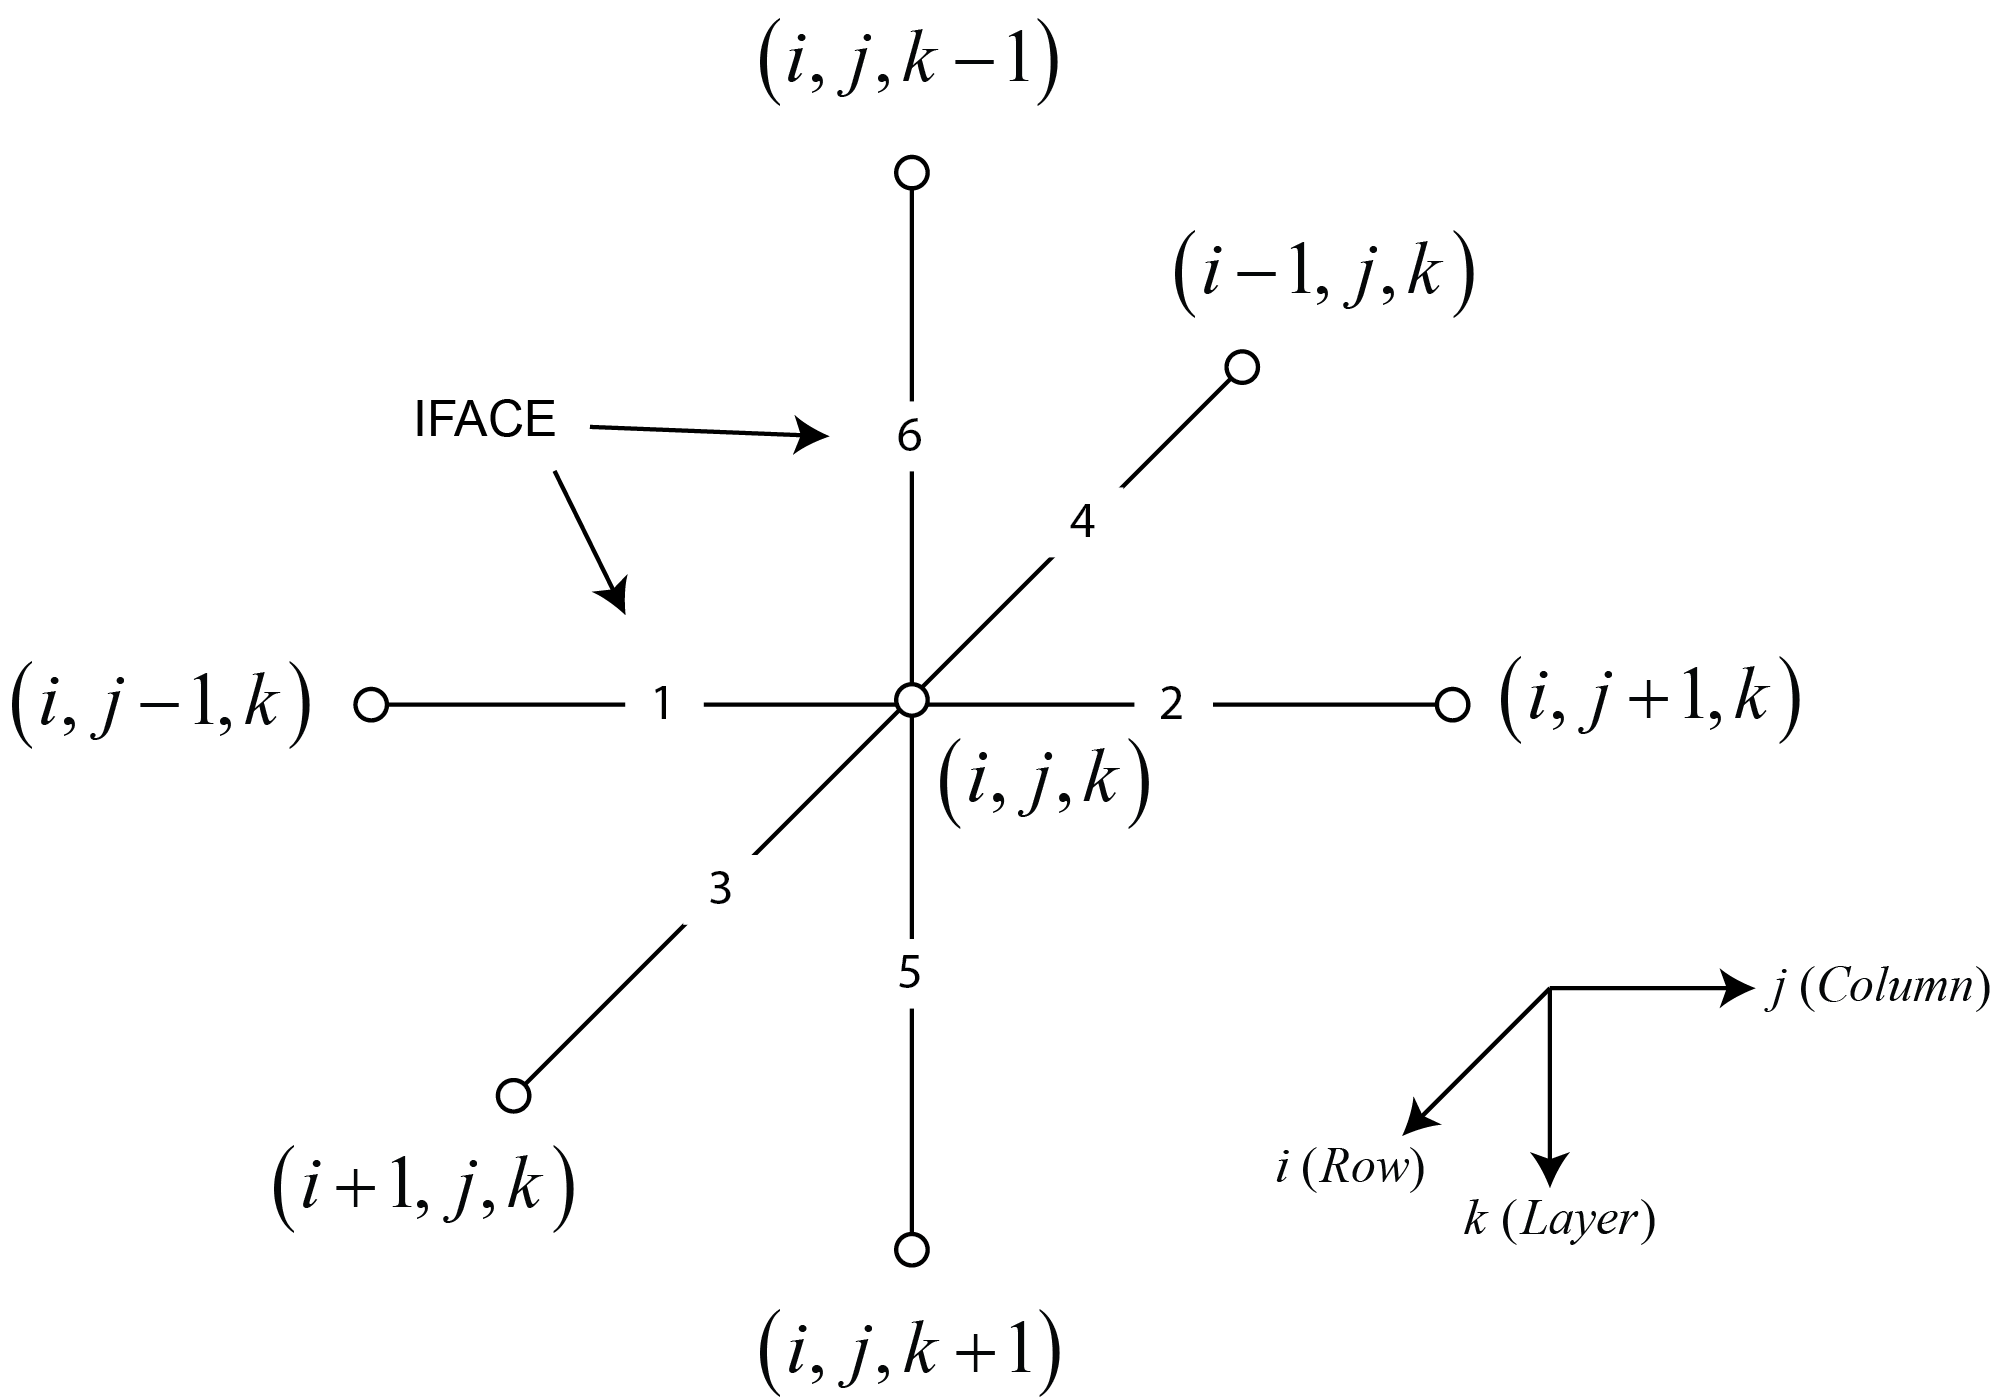 (i, j, k − 1)
(i − 1, j, k)
IFACE
6
4
(i, j − 1, k)
1
2
(i, j + 1, k)
(i, j, k)
3
5
j (Column)
(i + 1, j, k)
i (Row)
k (Layer)
(i, j, k + 1)